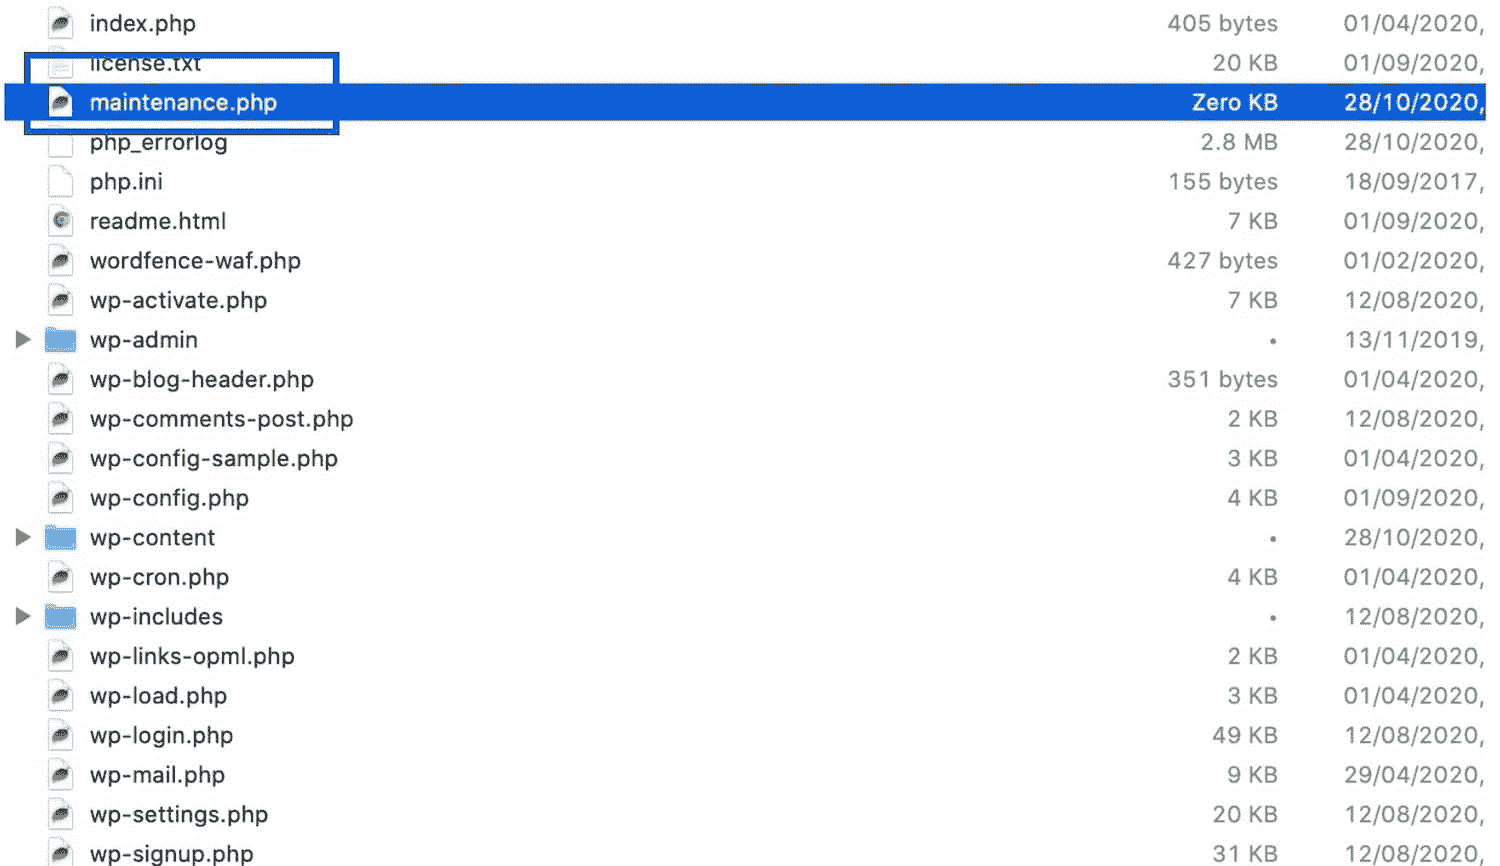 index.php 405 bytes 01/04/2020,
license.txt 20 KB 01/09/2020,
maintenance.php Zero KB 28/10/2020,
php_errorlog 2.8 MB 28/10/2020,
php.ini 155 bytes 18/09/2017,
readme.html 7 KB 01/09/2020,
wordfence-waf.php 427 bytes 01/02/2020,
wp-activate.php 7 KB 12/08/2020,
wp-admin 13/11/2019,
wp-blog-header.php 351 bytes 01/04/2020,
wp-comments-post.php 2 KB 12/08/2020,
wp-config-sample.php 3 KB 01/04/2020,
wp-config.php 4 KB 01/09/2020,
wp-content 28/10/2020,
wp-cron.php 4 KB 01/04/2020,
wp-includes 12/08/2020,
wp-links-opml.php 2 KB 01/04/2020,
wp-load.php 3 KB 01/04/2020,
wp-login.php 49 KB 12/08/2020,
wp-mail.php 9 KB 29/04/2020,
wp-settings.php 20 KB 12/08/2020,
wp-signup.php 31 KB 12/08/2020,